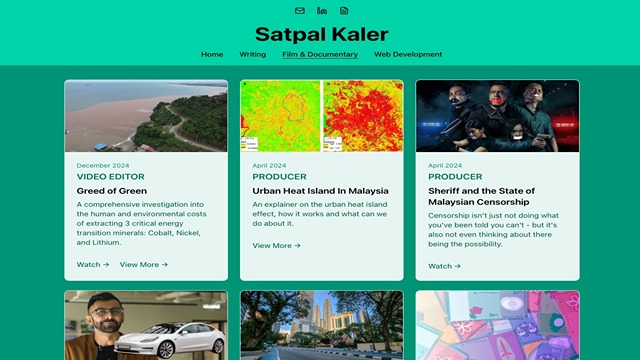 Satpal Kaler
Home Writing Film & Documentary Web Development
December 2024
VIDEO EDITOR
Greed of Green
A comprehensive investigation into
the human and environmental costs
of extracting 3 critical energy
transition minerals: Cobalt, Nickel,
and Lithium.
Watch → View More →
April 2024
PRODUCER
Urban Heat Island In Malaysia
An explainer on the urban heat island
effect, how it works and what can we
do about it.
View More →
April 2024
PRODUCER
Sheriff and the State of
Malaysian Censorship
Censorship isn't just not doing what
you've been told you can't - but it's
also not even thinking about there
being the possibility.
Watch →